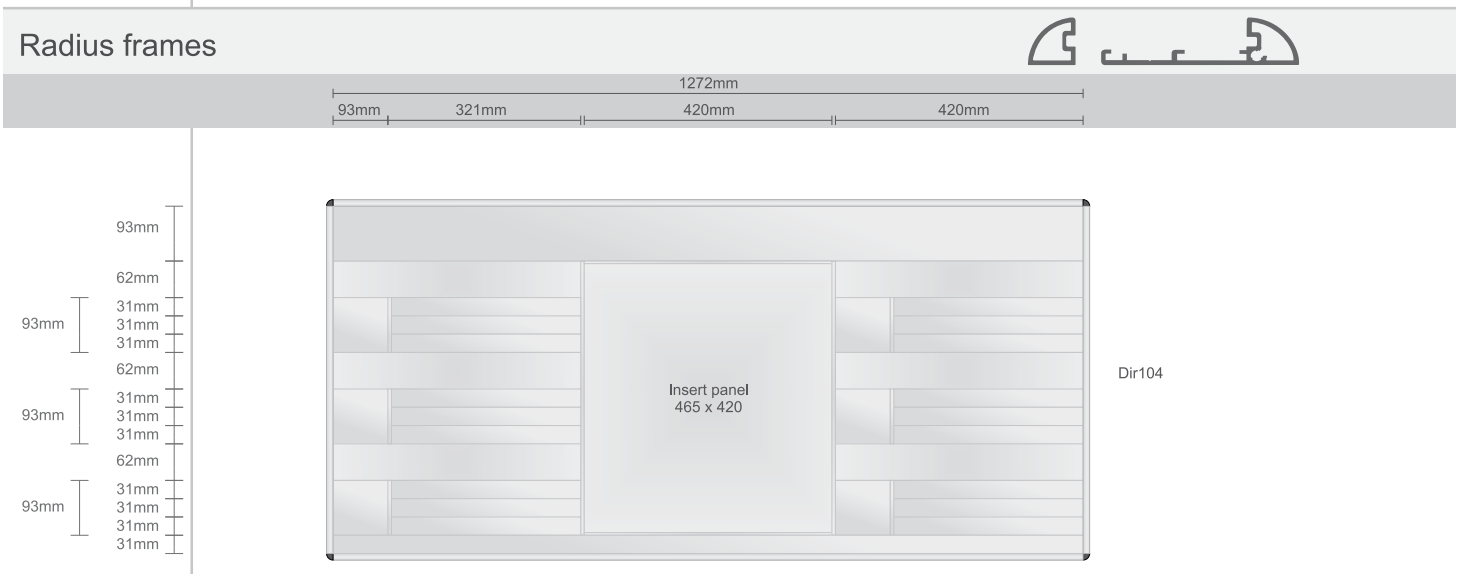 Radius frames
1272mm
93mm 321mm 420mm 420mm
93mm
62mm
31mm
93mm 31mm
31mm
62mm
Dir104
31mm
Insert panel
93mm 31mm
465 x 420
31mm
62mm
31mm
93mm 31mm
31mm
31mm